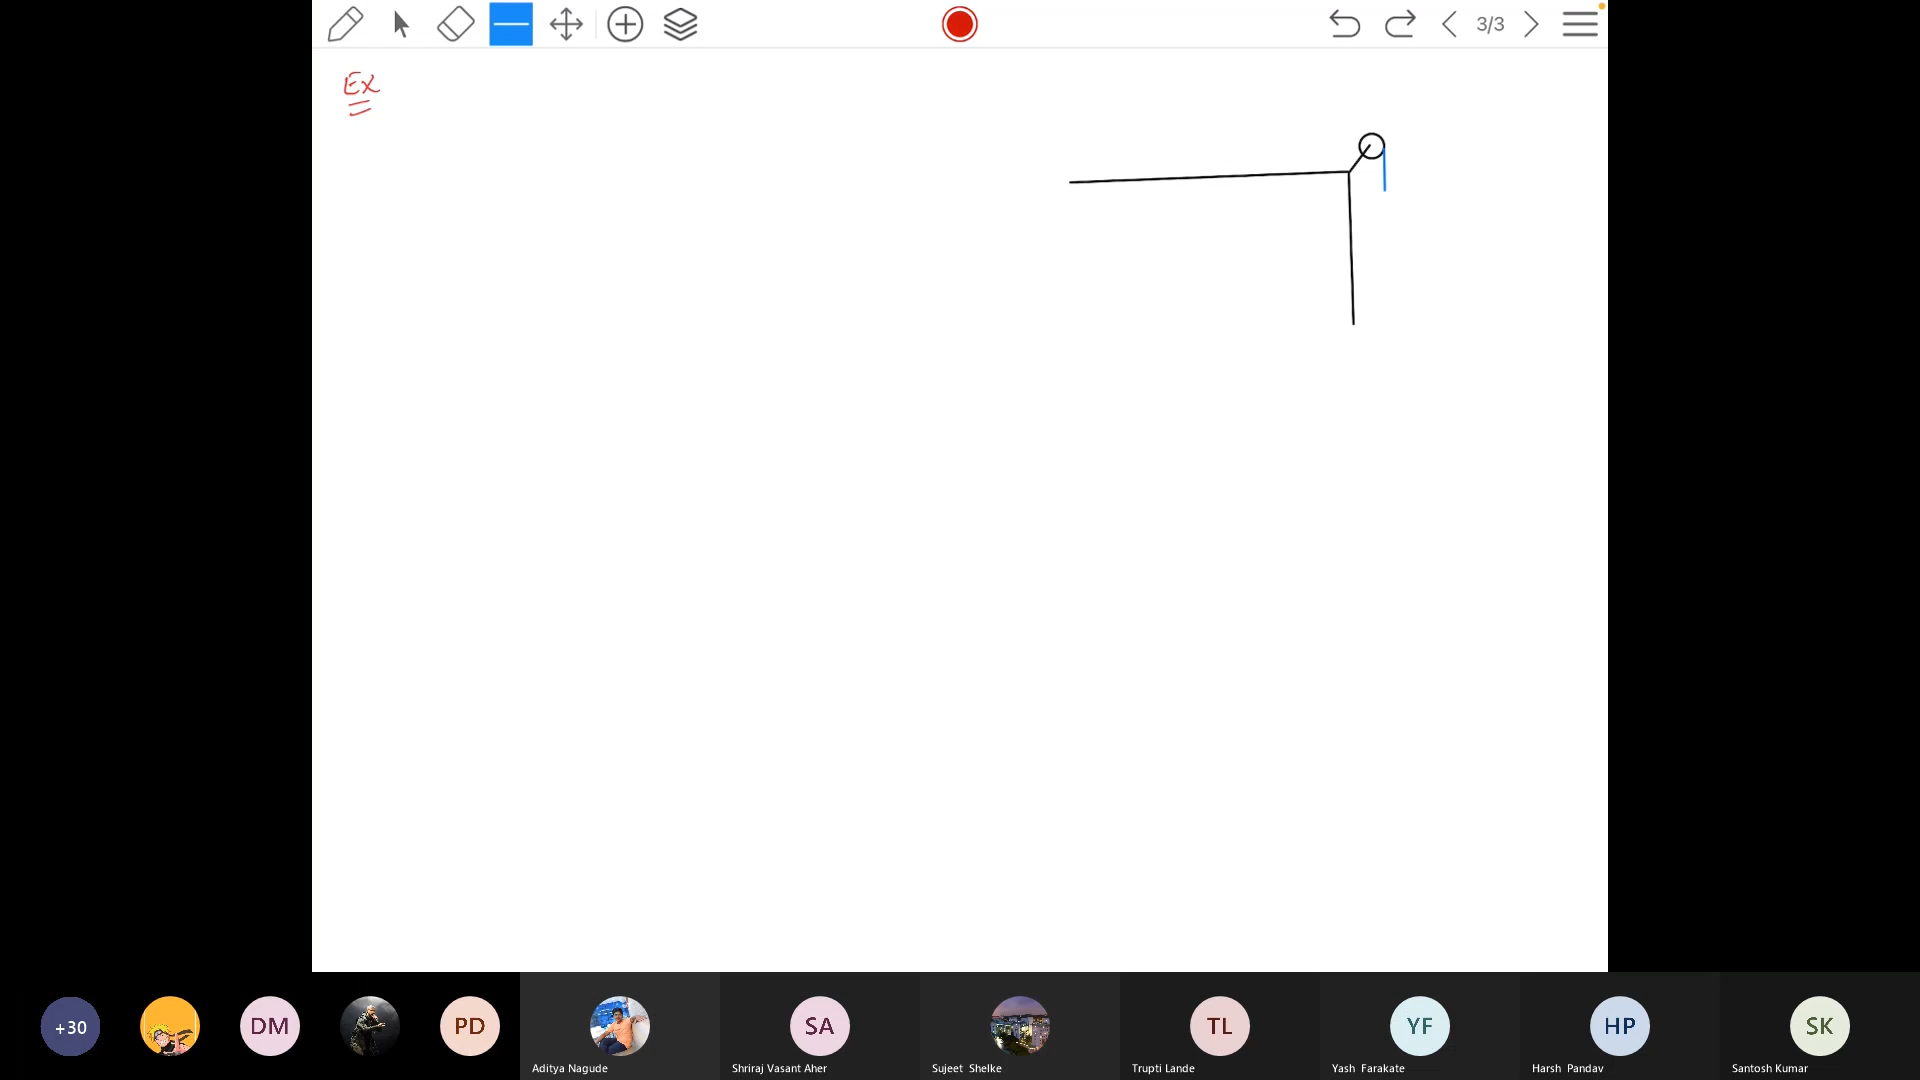 3/3
EX
+30
DM
PD
SA
TL
YF
HP
SK
Aditya Nagude
Shriraj Vasant Aher
Sujeet Shelke
Trupti Lande
Yash Farakate
Harsh Pandav
Santosh Kumar